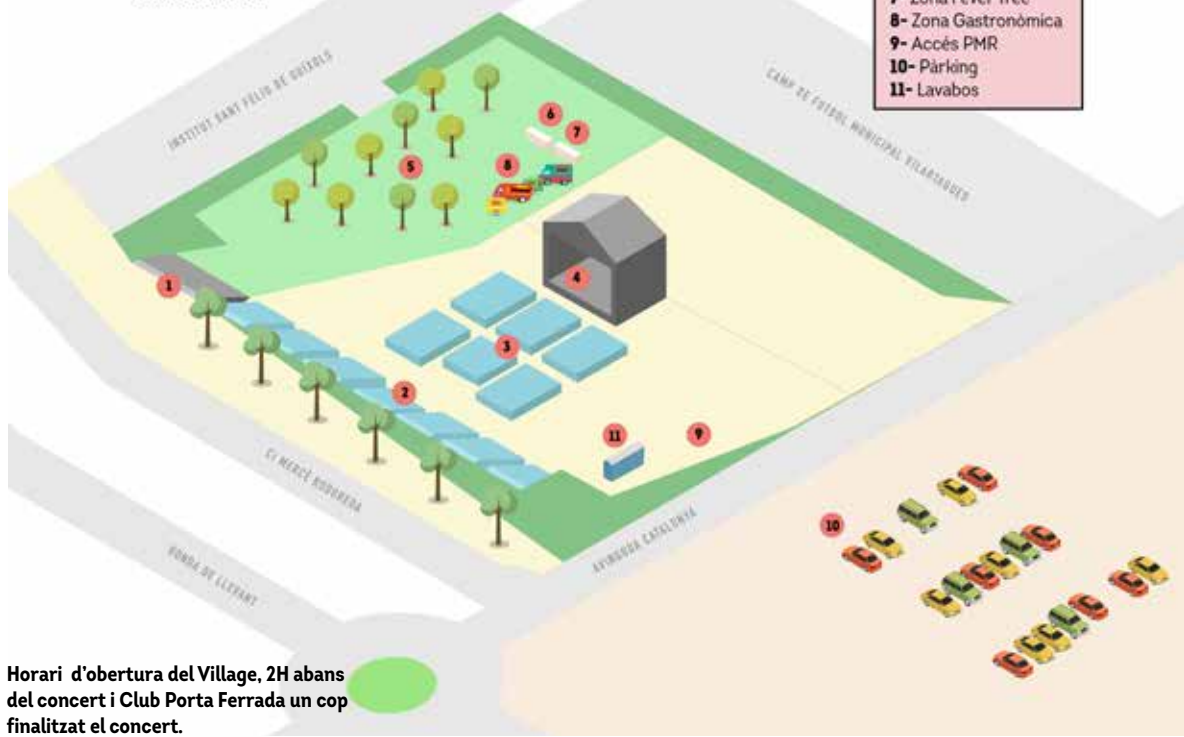 7- Zona Fever Tree
8- Zona Gastronòmica
9- Accés PMR
10- Párking
11- Lavabos
INSTITUT SANT FELIU DE GUÍXOLS
CAMP DE FUTBOL MUNICIPAL VILARTAGUES
6
7
5
8
1
4
3
2
11
9
10
C/ MERCÈ RODOREDA
AVINGUDA CATALUNYA
RONDA DE LLEVANT
Horari d'obertura del Village, 2H abans
del concert i Club Porta Ferrada un cop
finalitzat el concert.